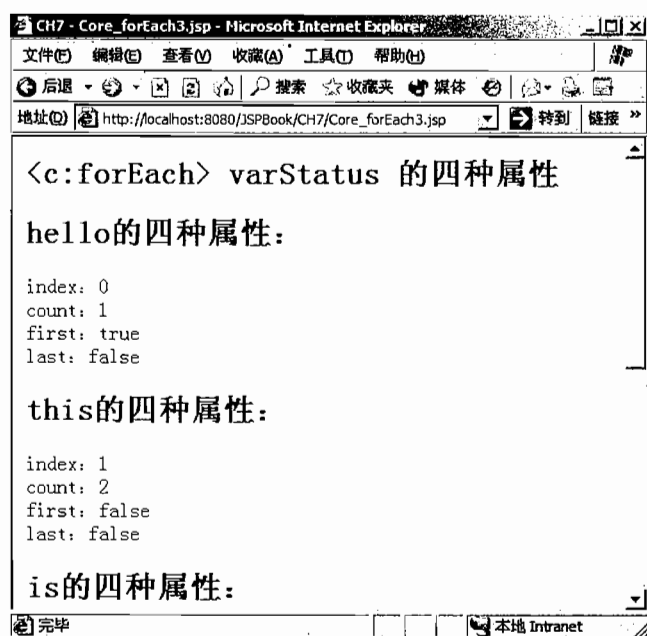 CH7 - Core_forEach3.jsp - Microsoft Internet Explorer
文件(F) 编辑(E) 查看(V) 收藏(A) 工具(T) 帮助(H)
后退 搜索 收藏夹 媒体
地址(D) http://localhost:8080/JSPBook/CH7/Core_forEach3.jsp 转到 链接 »
<c:forEach> varStatus 的四种属性
hello的四种属性：
index: 0
count: 1
first: true
last: false
this的四种属性：
index: 1
count: 2
first: false
last: false
is的四种属性：
完毕 本地 Intranet